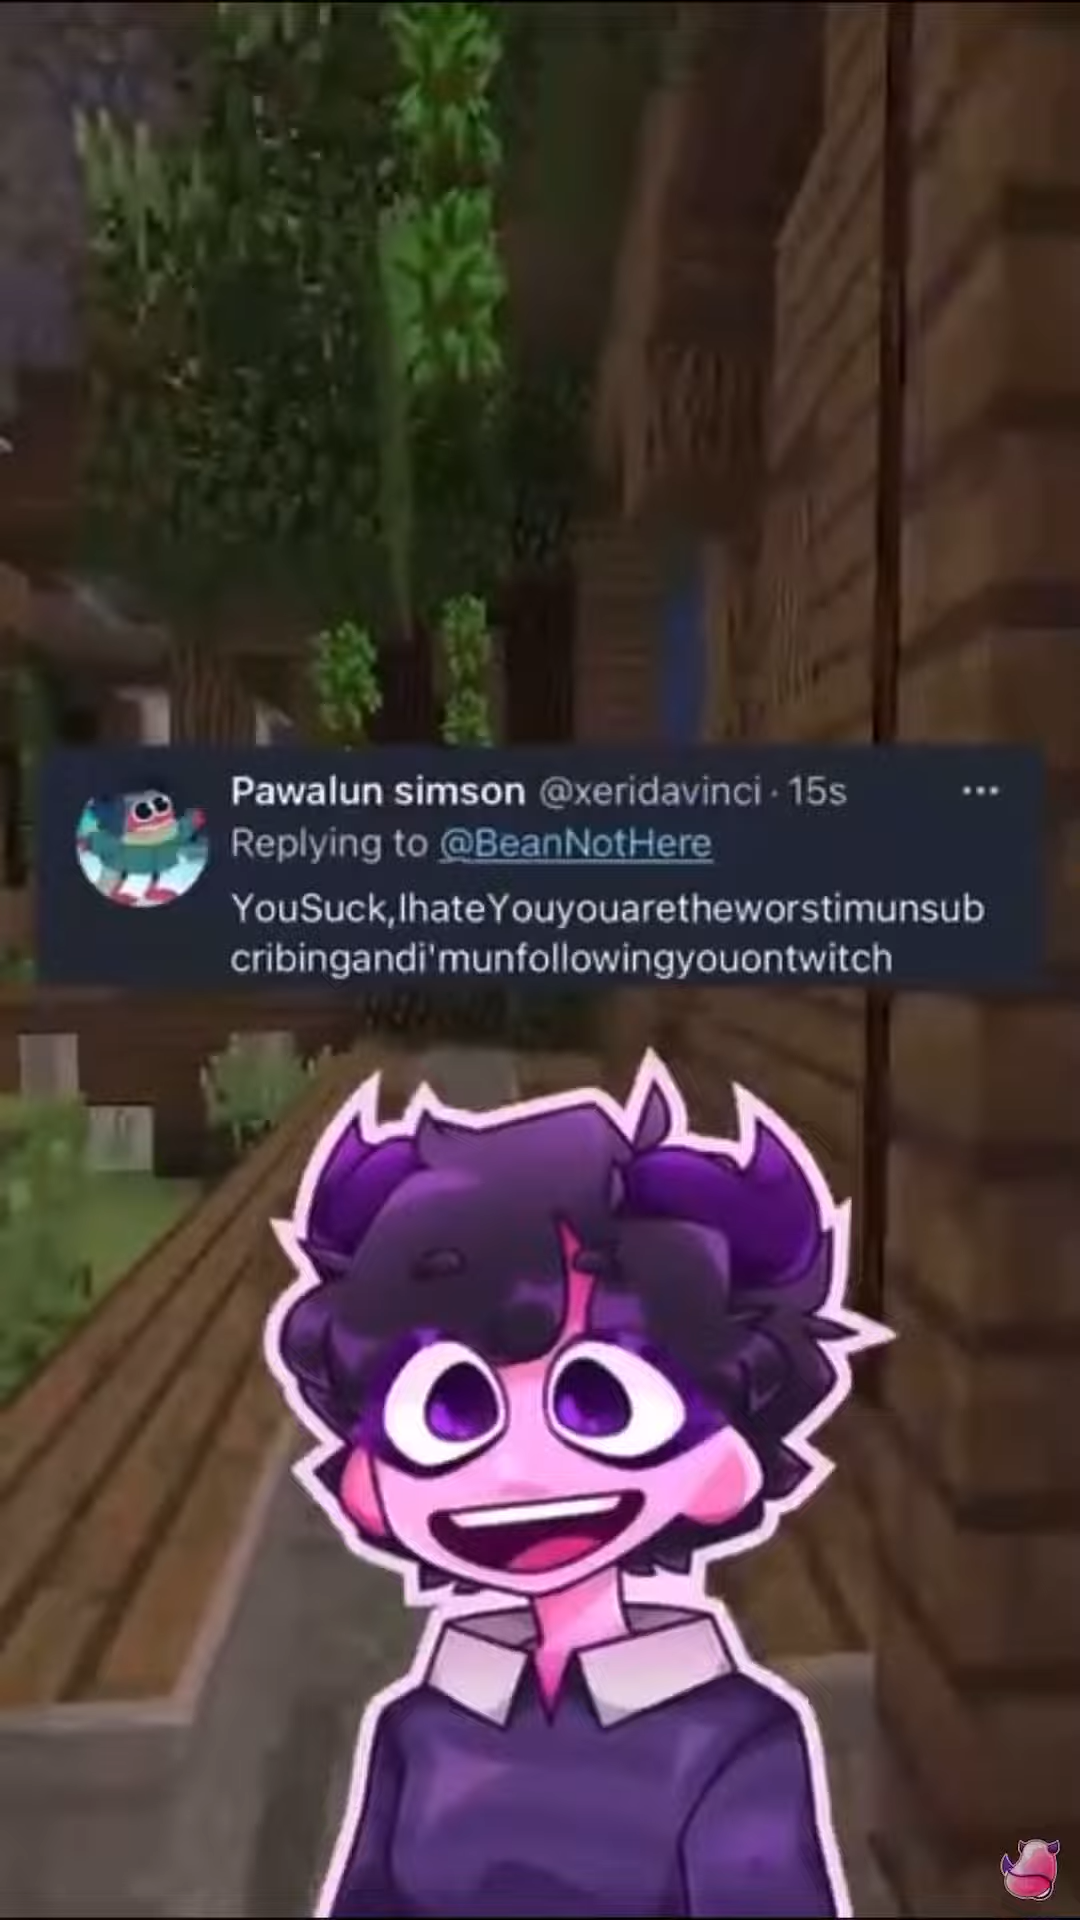 Pawalun simson @xeridavinci · 15s
Replying to @BeanNotHere
YouSuck,IhateYouyouaretheworstimunsub
cribingandi'munfollowingyouontwitch